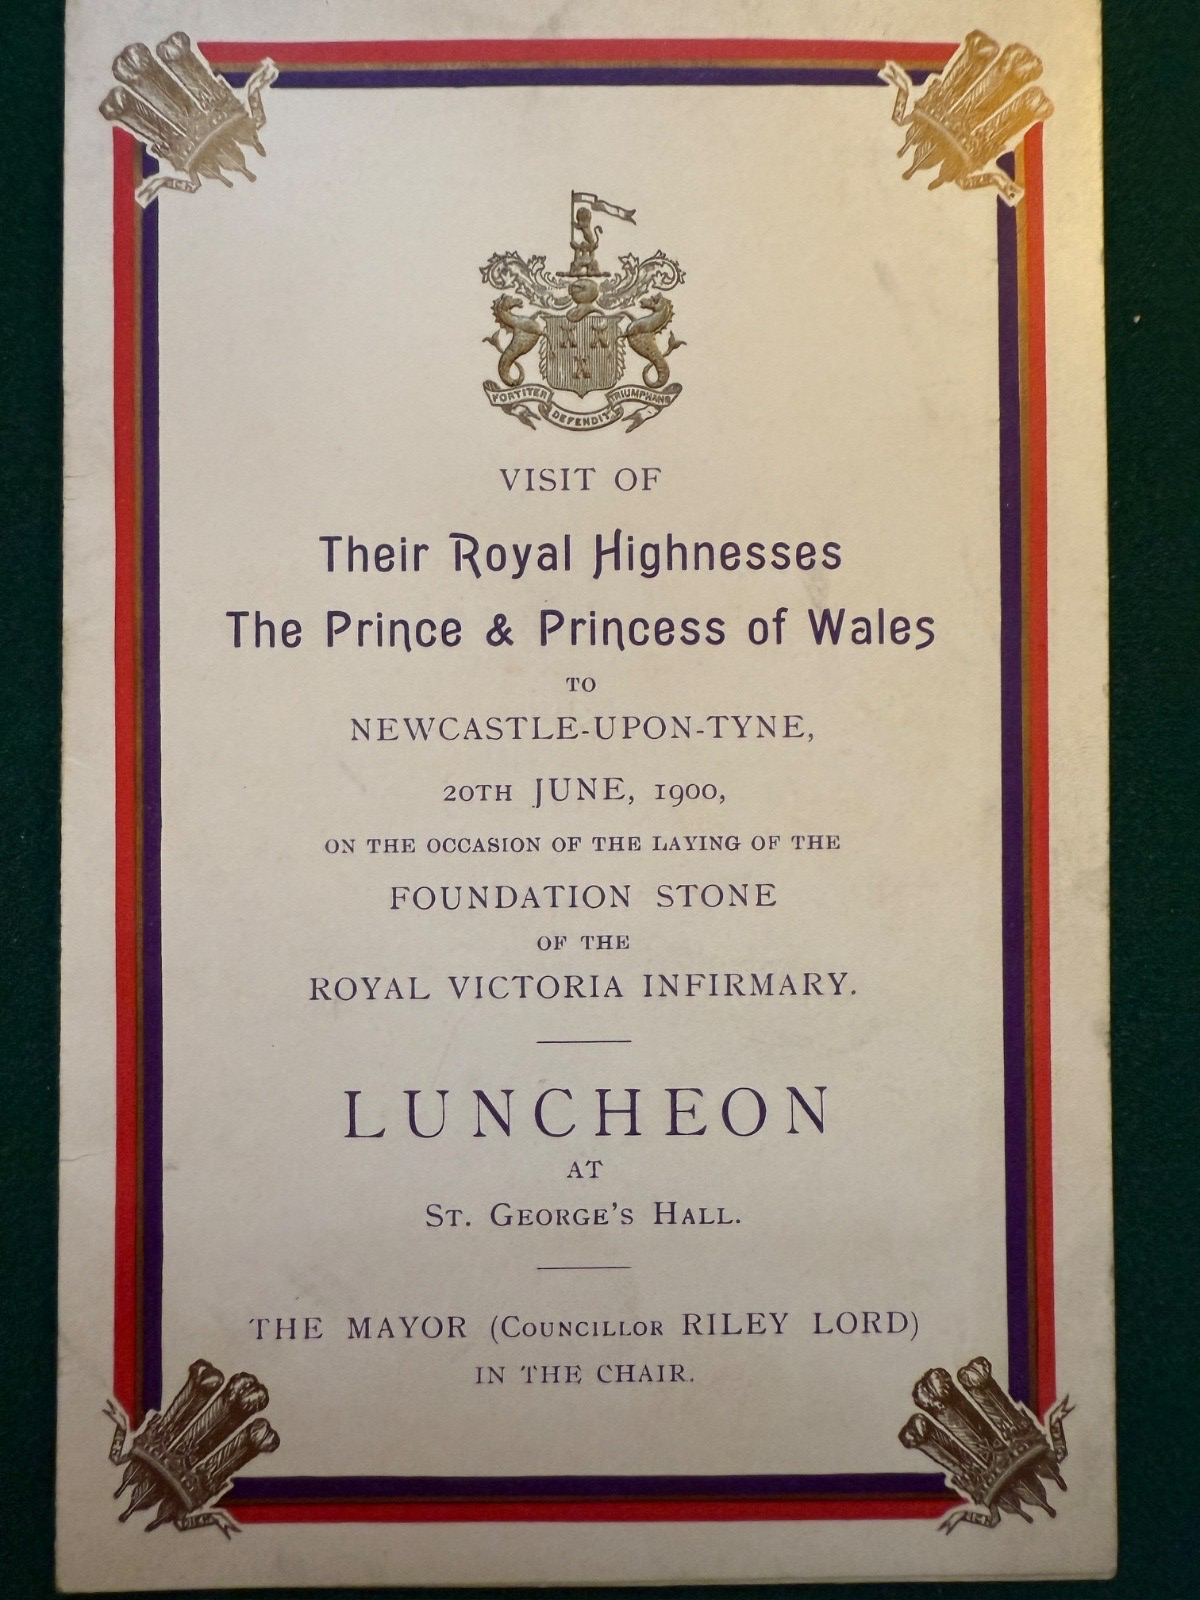 FORTITER DEFENDIT TRIUMPHANS
VISIT OF
Their Royal Highnesses
The Prince & Princess of Wales
TO
NEWCASTLE-UPON-TYNE,
20TH JUNE, 1900,
ON THE OCCASION OF THE LAYING OF THE
FOUNDATION STONE
OF THE
ROYAL VICTORIA INFIRMARY.
LUNCHEON
AT
ST. GEORGE'S HALL.
THE MAYOR (COUNCILLOR RILEY LORD)
IN THE CHAIR.